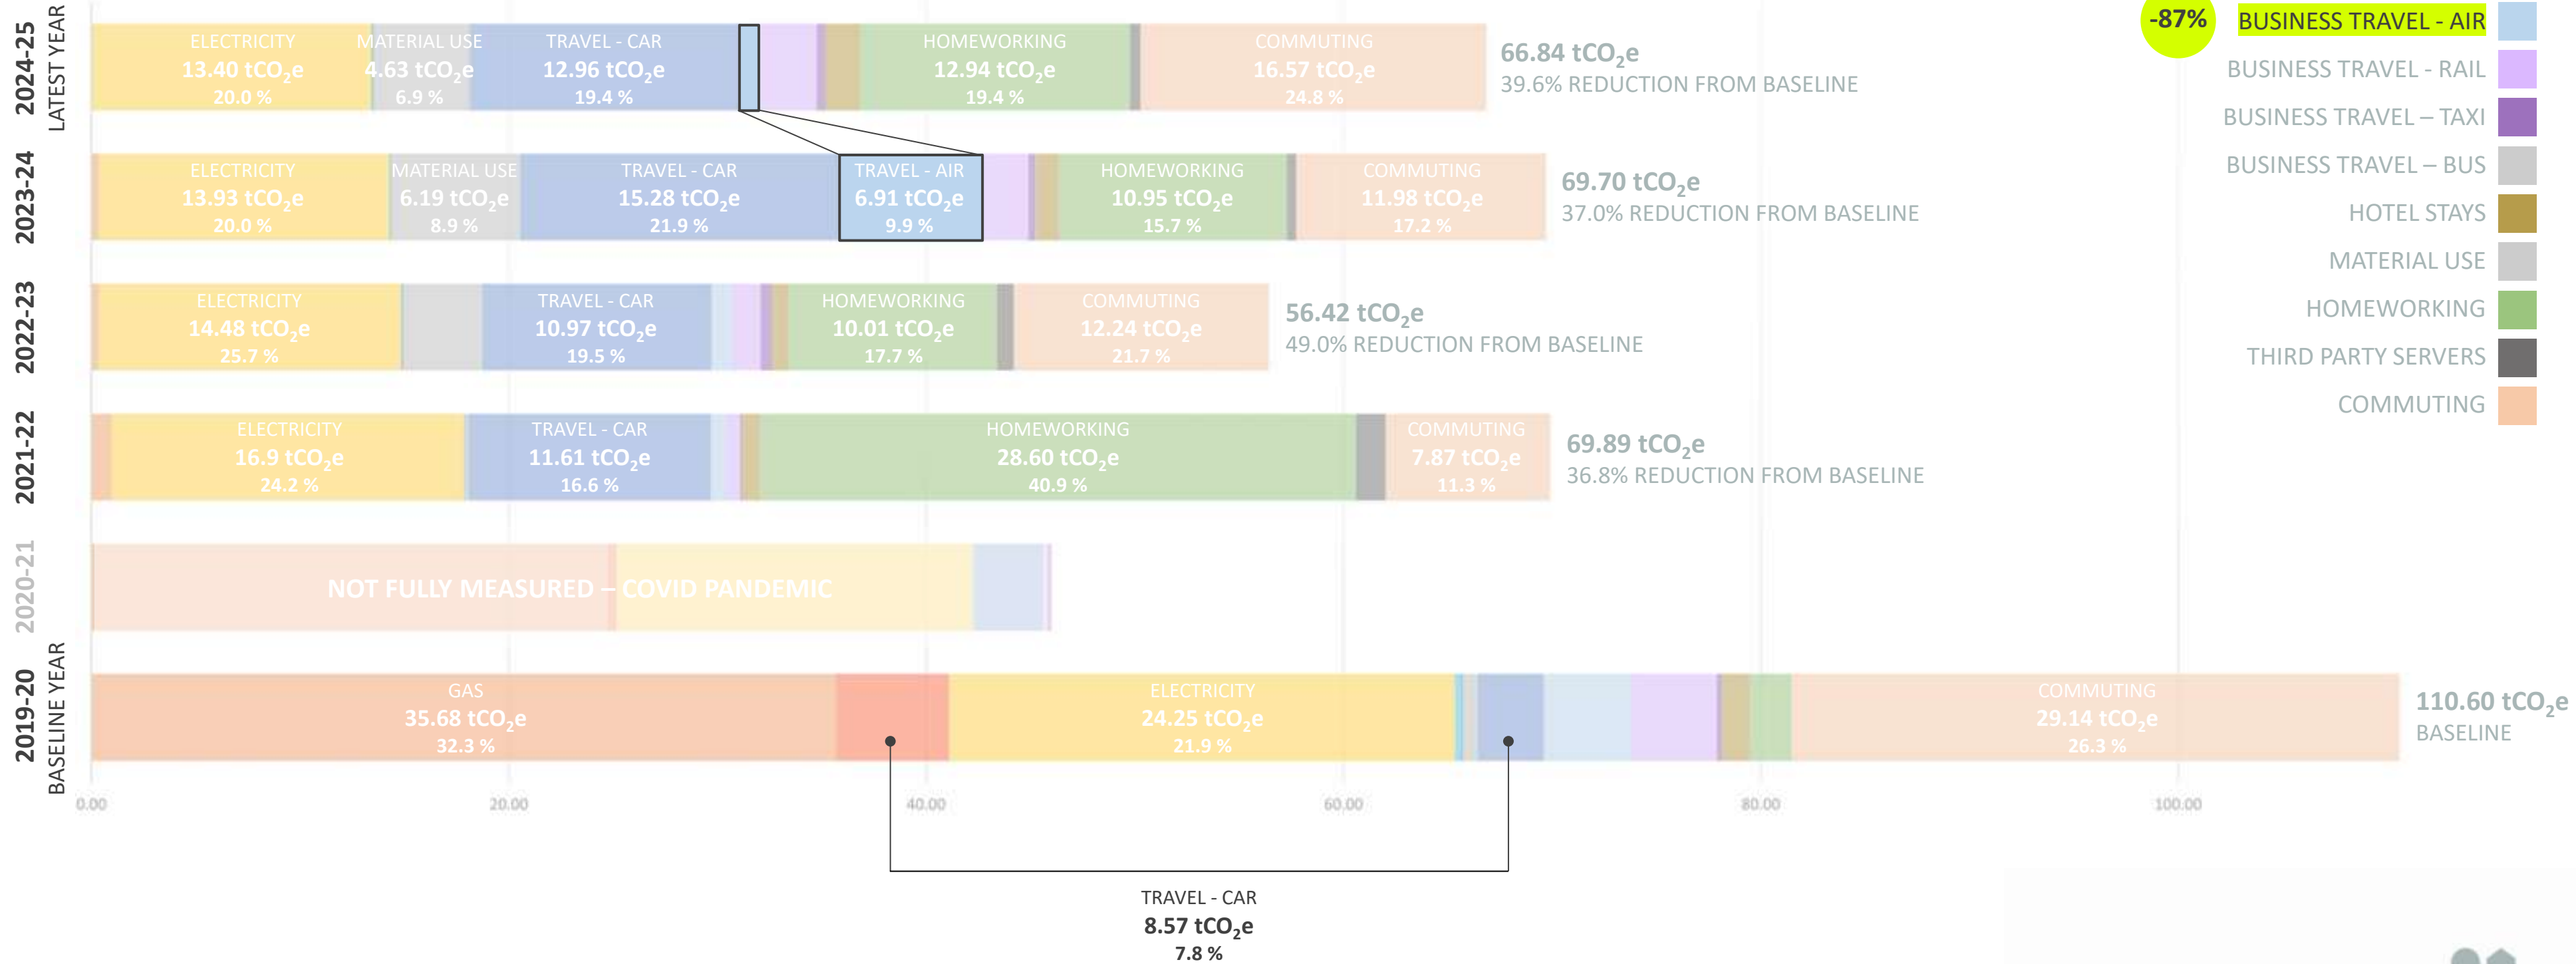 2024-25
LATEST YEAR
ELECTRICITY
13.40 tCO₂e
20.0 %
MATERIAL USE
4.63 tCO₂e
6.9 %
TRAVEL - CAR
12.96 tCO₂e
19.4 %
HOMEWORKING
12.94 tCO₂e
19.4 %
COMMUTING
16.57 tCO₂e
24.8 %
66.84 tCO₂e
39.6% REDUCTION FROM BASELINE
-87%
BUSINESS TRAVEL - AIR
BUSINESS TRAVEL - RAIL
BUSINESS TRAVEL – TAXI
BUSINESS TRAVEL – BUS
HOTEL STAYS
MATERIAL USE
HOMEWORKING
THIRD PARTY SERVERS
COMMUTING
2023-24
ELECTRICITY
13.93 tCO₂e
20.0 %
MATERIAL USE
6.19 tCO₂e
8.9 %
TRAVEL - CAR
15.28 tCO₂e
21.9 %
TRAVEL - AIR
6.91 tCO₂e
9.9 %
HOMEWORKING
10.95 tCO₂e
15.7 %
COMMUTING
11.98 tCO₂e
17.2 %
69.70 tCO₂e
37.0% REDUCTION FROM BASELINE
2022-23
ELECTRICITY
14.48 tCO₂e
25.7 %
TRAVEL - CAR
10.97 tCO₂e
19.5 %
HOMEWORKING
10.01 tCO₂e
17.7 %
COMMUTING
12.24 tCO₂e
21.7 %
56.42 tCO₂e
49.0% REDUCTION FROM BASELINE
2021-22
ELECTRICITY
16.9 tCO₂e
24.2 %
TRAVEL - CAR
11.61 tCO₂e
16.6 %
HOMEWORKING
28.60 tCO₂e
40.9 %
COMMUTING
7.87 tCO₂e
11.3 %
69.89 tCO₂e
36.8% REDUCTION FROM BASELINE
2020-21
NOT FULLY MEASURED – COVID PANDEMIC
2019-20
BASELINE YEAR
GAS
35.68 tCO₂e
32.3 %
ELECTRICITY
24.25 tCO₂e
21.9 %
COMMUTING
29.14 tCO₂e
26.3 %
110.60 tCO₂e
BASELINE
0.00
20.00
40.00
60.00
80.00
100.00
TRAVEL - CAR
8.57 tCO₂e
7.8 %